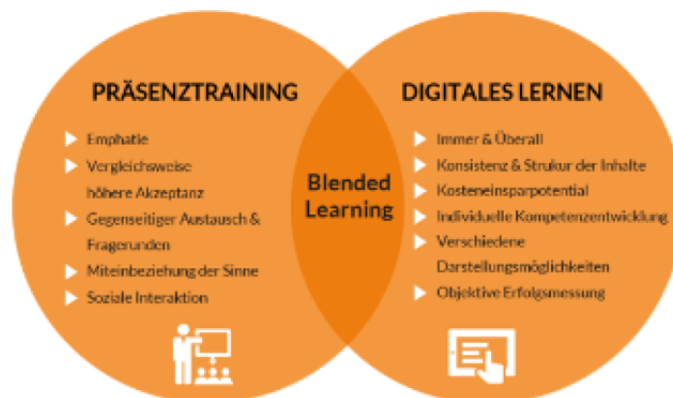 PRÄSENZTRAINING
Emphatie
Vergleichsweise
höhere Akzeptanz
Gegenseitiger Austausch &
Fragerunden
Miteinbeziehung der Sinne
Soziale Interaktion
Blended
Learning
DIGITALES LERNEN
Immer & Überall
Konsistenz & Strukur der Inhalte
Kosteneinsparpotential
Individuelle Kompetenzentwicklung
Verschiedene
Darstellungsmöglichkeiten
Objektive Erfolgsmessung